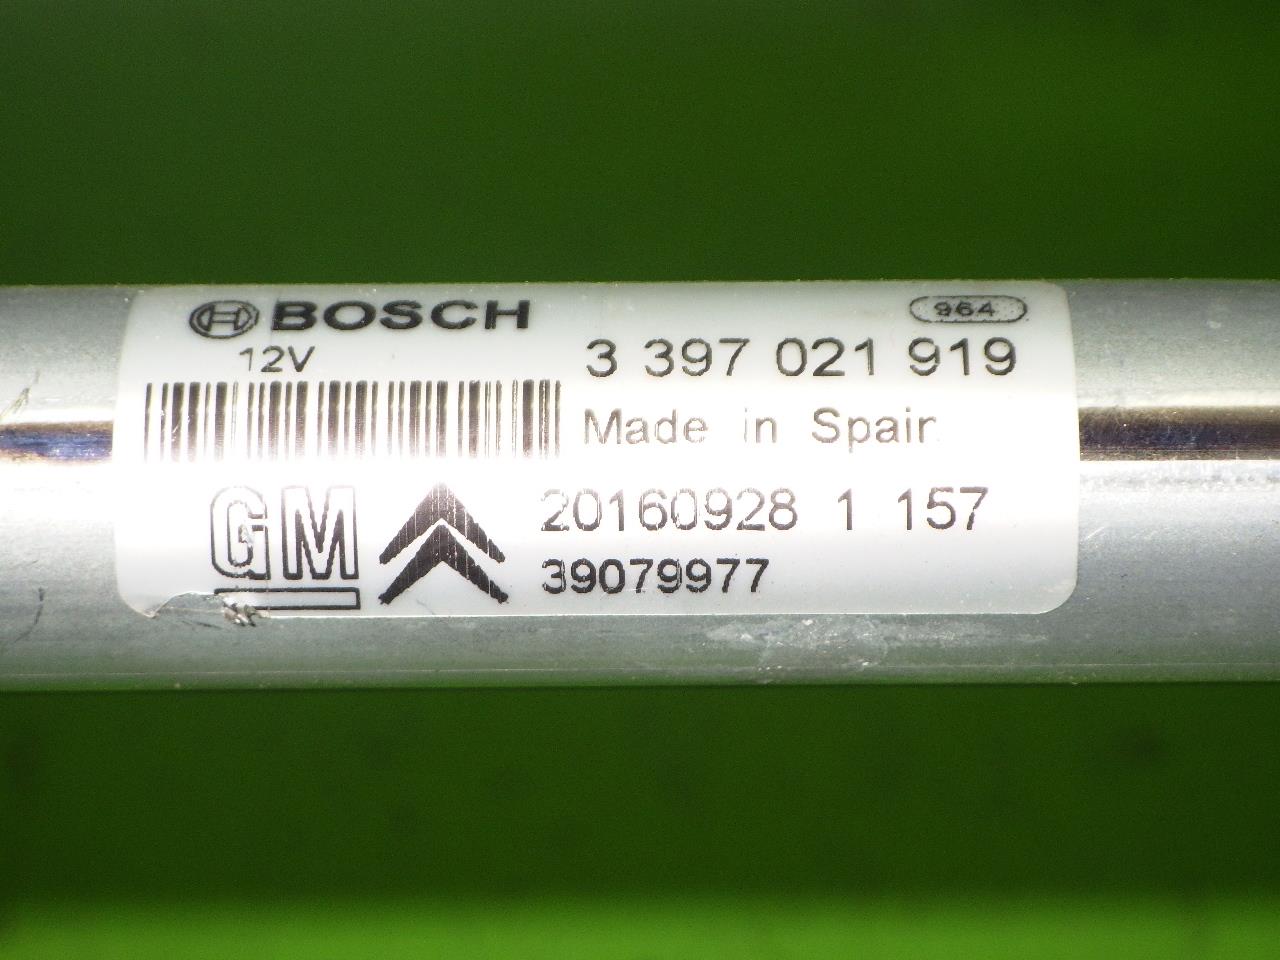 BOSCH
964
12V
3 397 021 919
Made in Spain
GM
20160928 1 157
39079977